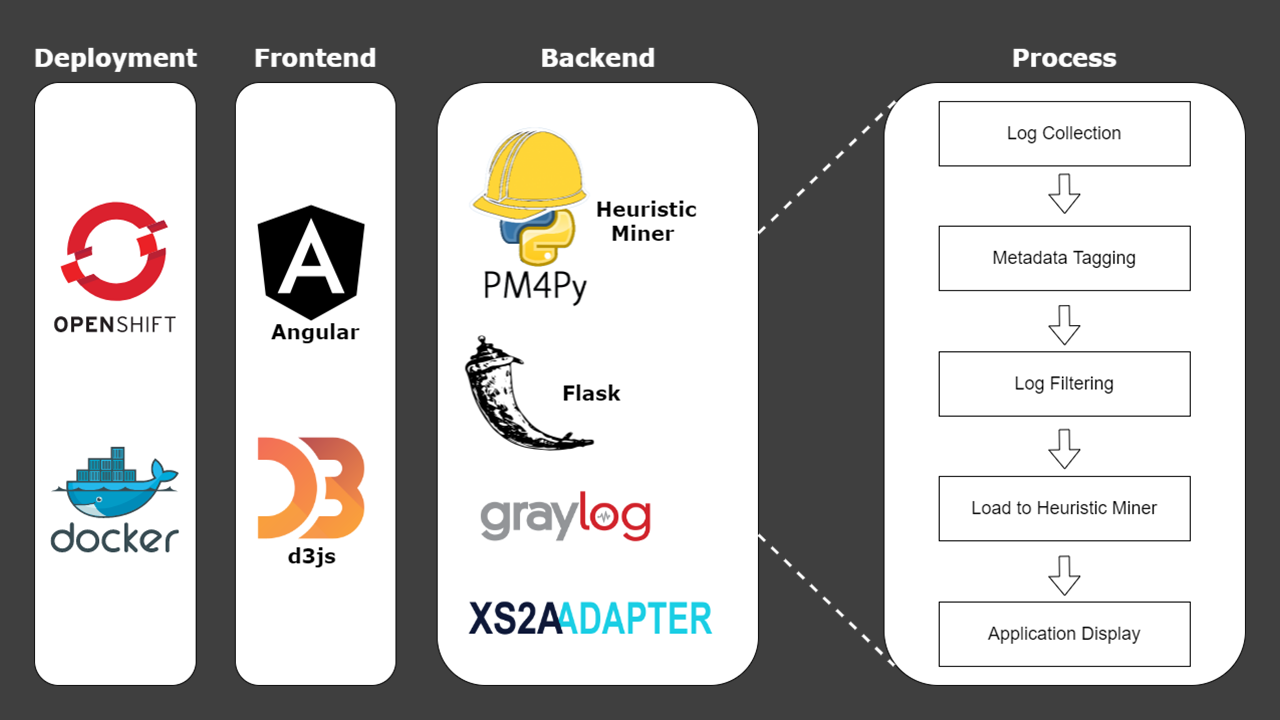 Deployment
OPENSHIFT
docker
Frontend
Angular
D3
d3js
Backend
Heuristic
Miner
PM4Py
Flask
graylog
XS2AADAPTER
Process
Log Collection
Metadata Tagging
Log Filtering
Load to Heuristic Miner
Application Display